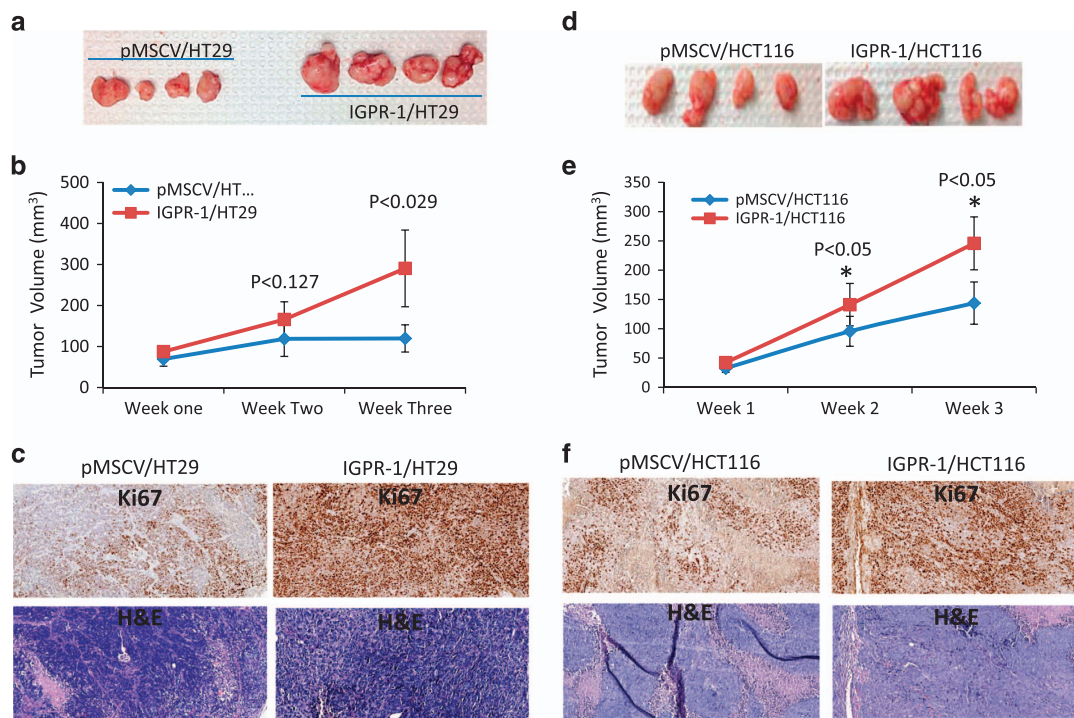 a
pMSCV/HT29
IGPR-1/HT29
b
Tumor Volume (mm³)
500
400
300
200
100
0
pMSCV/HT...
IGPR-1/HT29
P<0.127
P<0.029
Week one
Week Two
Week Three
c
pMSCV/HT29
IGPR-1/HT29
Ki67
Ki67
H&E
H&E
d
pMSCV/HCT116
IGPR-1/HCT116
e
Tumor Volume (mm³)
350
300
250
200
150
100
50
0
pMSCV/HCT116
IGPR-1/HCT116
P<0.05
*
P<0.05
*
Week 1
Week 2
Week 3
f
pMSCV/HCT116
IGPR-1/HCT116
Ki67
Ki67
H&E
H&E